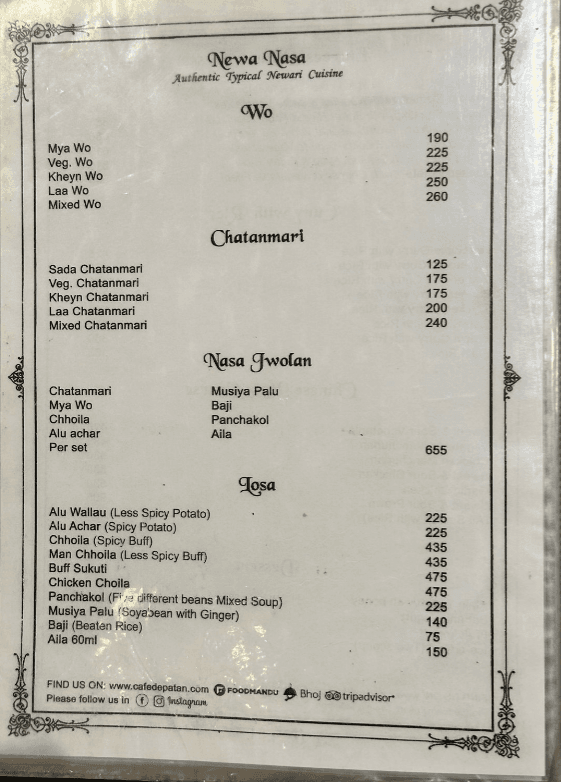 Newa Nasa
Authentic Typical Newari Cuisine
Wo
Mya Wo 190
Veg. Wo 225
Kheyn Wo 225
Laa Wo 250
Mixed Wo 260
Chatanmari
Sada Chatanmari 125
Veg. Chatanmari 175
Kheyn Chatanmari 175
Laa Chatanmari 200
Mixed Chatanmari 240
Nasa Jwolan
Chatanmari Musiya Palu
Mya Wo Baji
Chhoila Panchakol
Alu achar Aila
Per set 655
Losa
Alu Wallau (Less Spicy Potato) 225
Alu Achar (Spicy Potato) 225
Chhoila (Spicy Buff) 435
Man Chhoila (Less Spicy Buff) 435
Buff Sukuti 475
Chicken Choila 475
Panchakol (Five different beans Mixed Soup) 225
Musiya Palu (Soyabean with Ginger) 140
Baji (Beaten Rice) 75
Aila 60ml 150
FIND US ON: www.cafedepatan.com FOODMANDU Bhoj tripadvisor
Please follow us in f Instagram